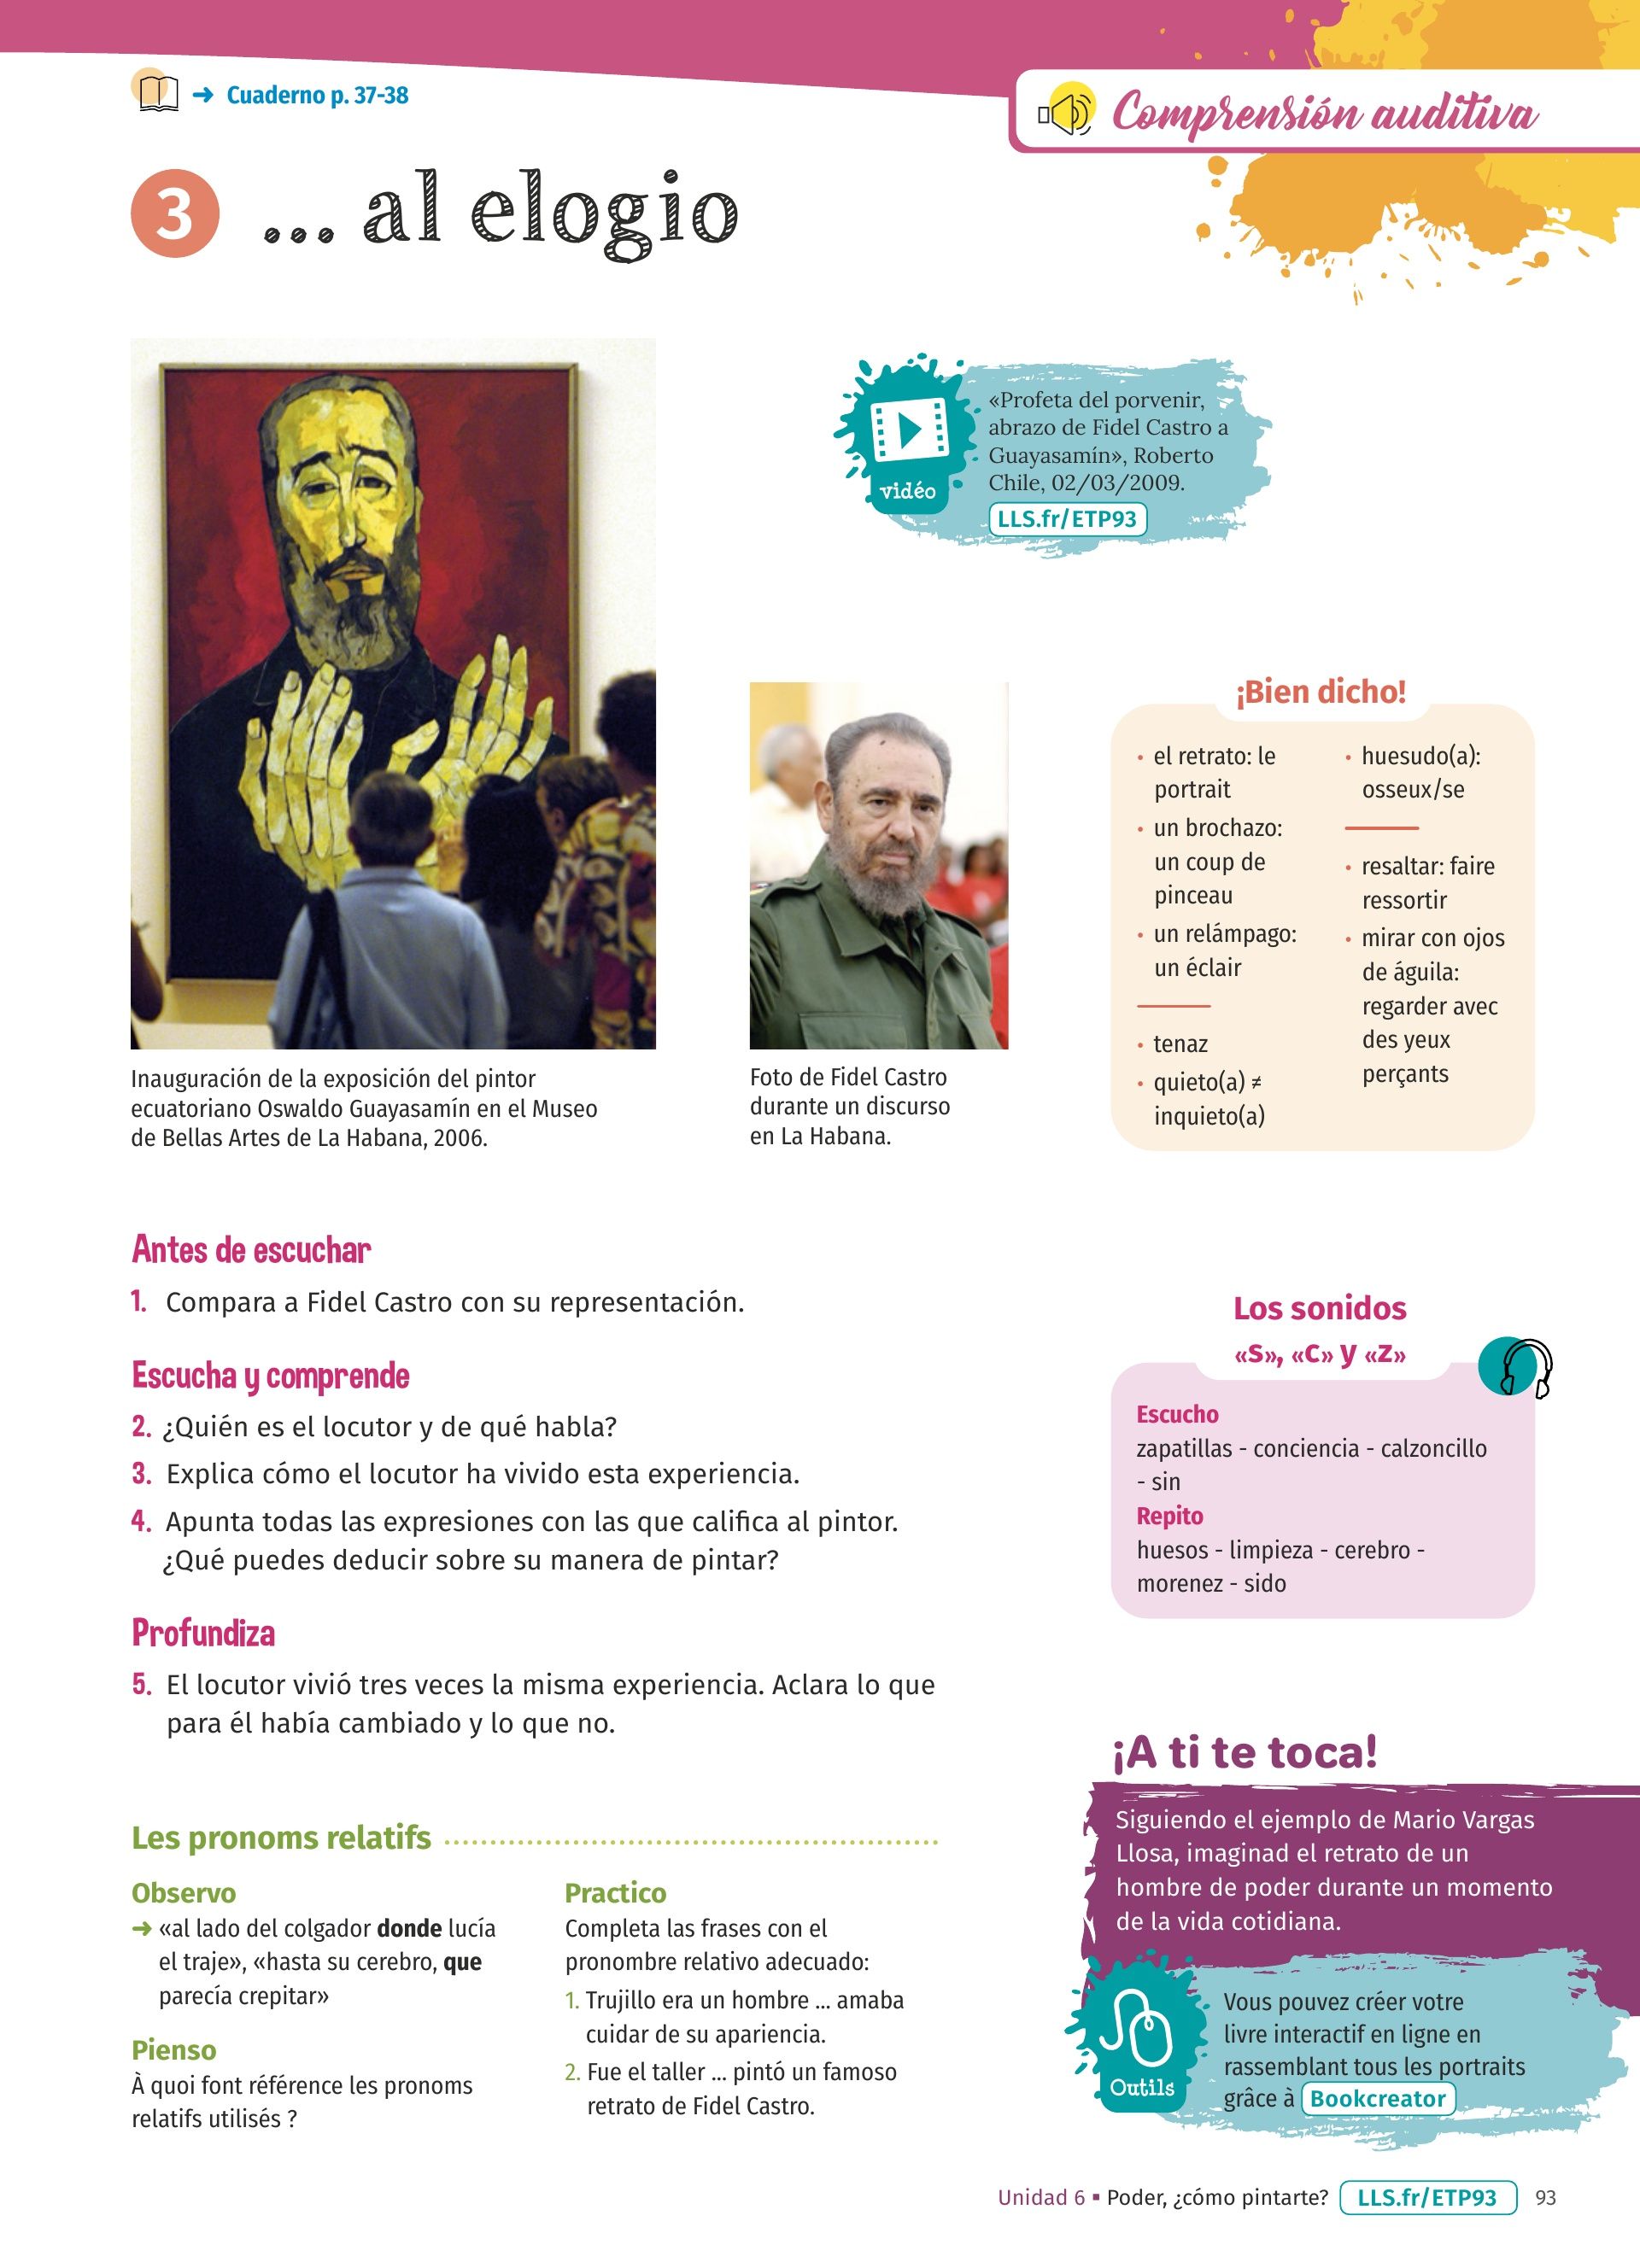 → Cuaderno p. 37-38
Comprensión auditiva
3 ... al elogio
«Profeta del porvenir,
abrazo de Fidel Castro a
Guayasamín», Roberto
Chile, 02/03/2009.
LLS.fr/ETP93
vidéo
Inauguración de la exposición del pintor
ecuatoriano Oswaldo Guayasamín en el Museo
de Bellas Artes de La Habana, 2006.
Foto de Fidel Castro
durante un discurso
en La Habana.
¡Bien dicho!
• el retrato: le
portrait
• un brochazo:
un coup de
pinceau
• un relámpago:
un éclair
• tenaz
• quieto(a) ≠
inquieto(a)
• huesudo(a):
osseux/se
• resaltar: faire
ressortir
• mirar con ojos
de águila:
regarder avec
des yeux
perçants
Antes de escuchar
1. Compara a Fidel Castro con su representación.
Escucha y comprende
2. ¿Quién es el locutor y de qué habla?
3. Explica cómo el locutor ha vivido esta experiencia.
4. Apunta todas las expresiones con las que califica al pintor.
¿Qué puedes deducir sobre su manera de pintar?
Profundiza
5. El locutor vivió tres veces la misma experiencia. Aclara lo que
para él había cambiado y lo que no.
Los sonidos
«s», «c» y «z»
Escucho
zapatillas - conciencia - calzoncillo
- sin
Repito
huesos - limpieza - cerebro -
morenez - sido
Les pronoms relatifs
Observo
→ «al lado del colgador donde lucía
el traje», «hasta su cerebro, que
parecía crepitar»
Pienso
À quoi font référence les pronoms
relatifs utilisés ?
Practico
Completa las frases con el
pronombre relativo adecuado:
1. Trujillo era un hombre ... amaba
cuidar de su apariencia.
2. Fue el taller ... pintó un famoso
retrato de Fidel Castro.
¡A ti te toca!
Siguiendo el ejemplo de Mario Vargas
Llosa, imaginad el retrato de un
hombre de poder durante un momento
de la vida cotidiana.
Outils
Vous pouvez créer votre
livre interactif en ligne en
rassemblant tous les portraits
grâce à Bookcreator
Unidad 6 ▪ Poder, ¿cómo pintarte? LLS.fr/ETP93 93